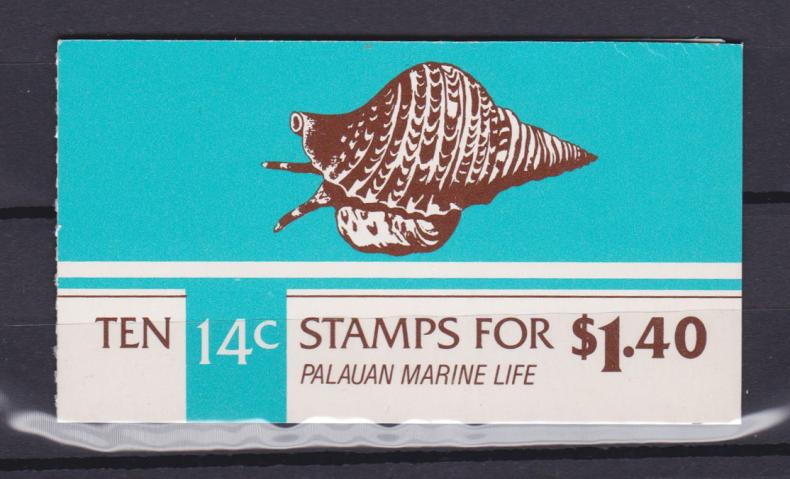 TEN 14c STAMPS FOR $1.40
PALAUAN MARINE LIFE